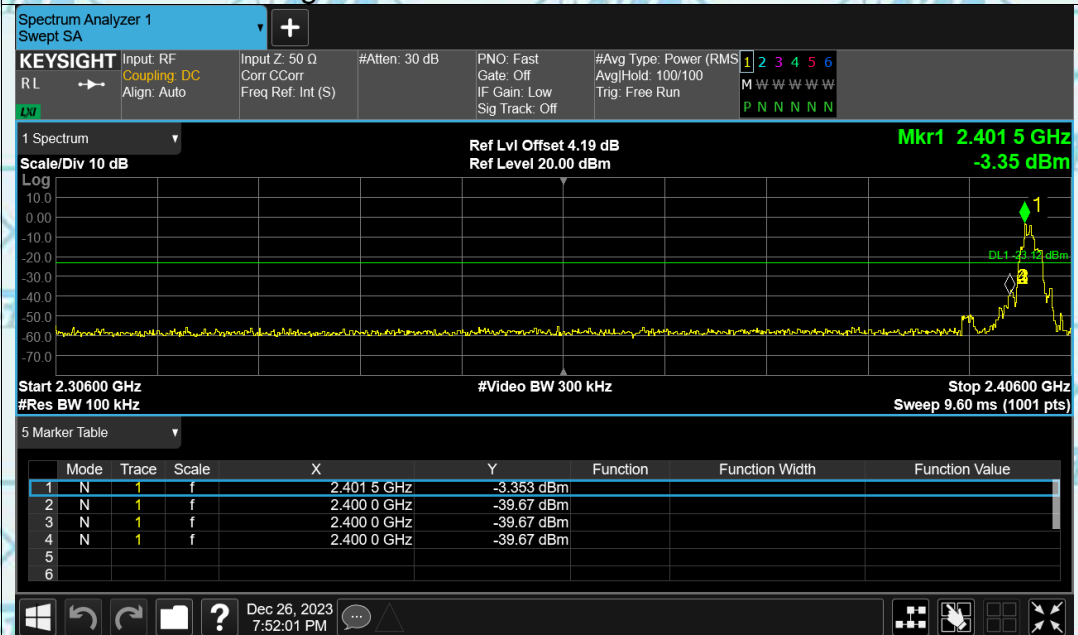 Spectrum Analyzer 1
Swept SA
+
KEYSIGHT
RL
LXI
Input: RF
Coupling: DC
Align: Auto
Input Z: 50 Ω
Corr CCorr
Freq Ref: Int (S)
#Atten: 30 dB
PNO: Fast
Gate: Off
IF Gain: Low
Sig Track: Off
#Avg Type: Power (RMS
Avg|Hold: 100/100
Trig: Free Run
1 2 3 4 5 6
M W W W W W
P N N N N N
1 Spectrum
Scale/Div 10 dB
Ref Lvl Offset 4.19 dB
Ref Level 20.00 dBm
Mkr1 2.401 5 GHz
-3.35 dBm
Log
10.0
0.00
-10.0
-20.0
-30.0
-40.0
-50.0
-60.0
-70.0
1
DL1 -23.12 dBm
Start 2.30600 GHz
#Video BW 300 kHz
Stop 2.40600 GHz
#Res BW 100 kHz
Sweep 9.60 ms (1001 pts)
5 Marker Table
Mode Trace Scale X Y Function Function Width Function Value
1 N 1 f 2.401 5 GHz -3.353 dBm
2 N 1 f 2.400 0 GHz -39.67 dBm
3 N 1 f 2.400 0 GHz -39.67 dBm
4 N 1 f 2.400 0 GHz -39.67 dBm
5
6
?
Dec 26, 2023
7:52:01 PM